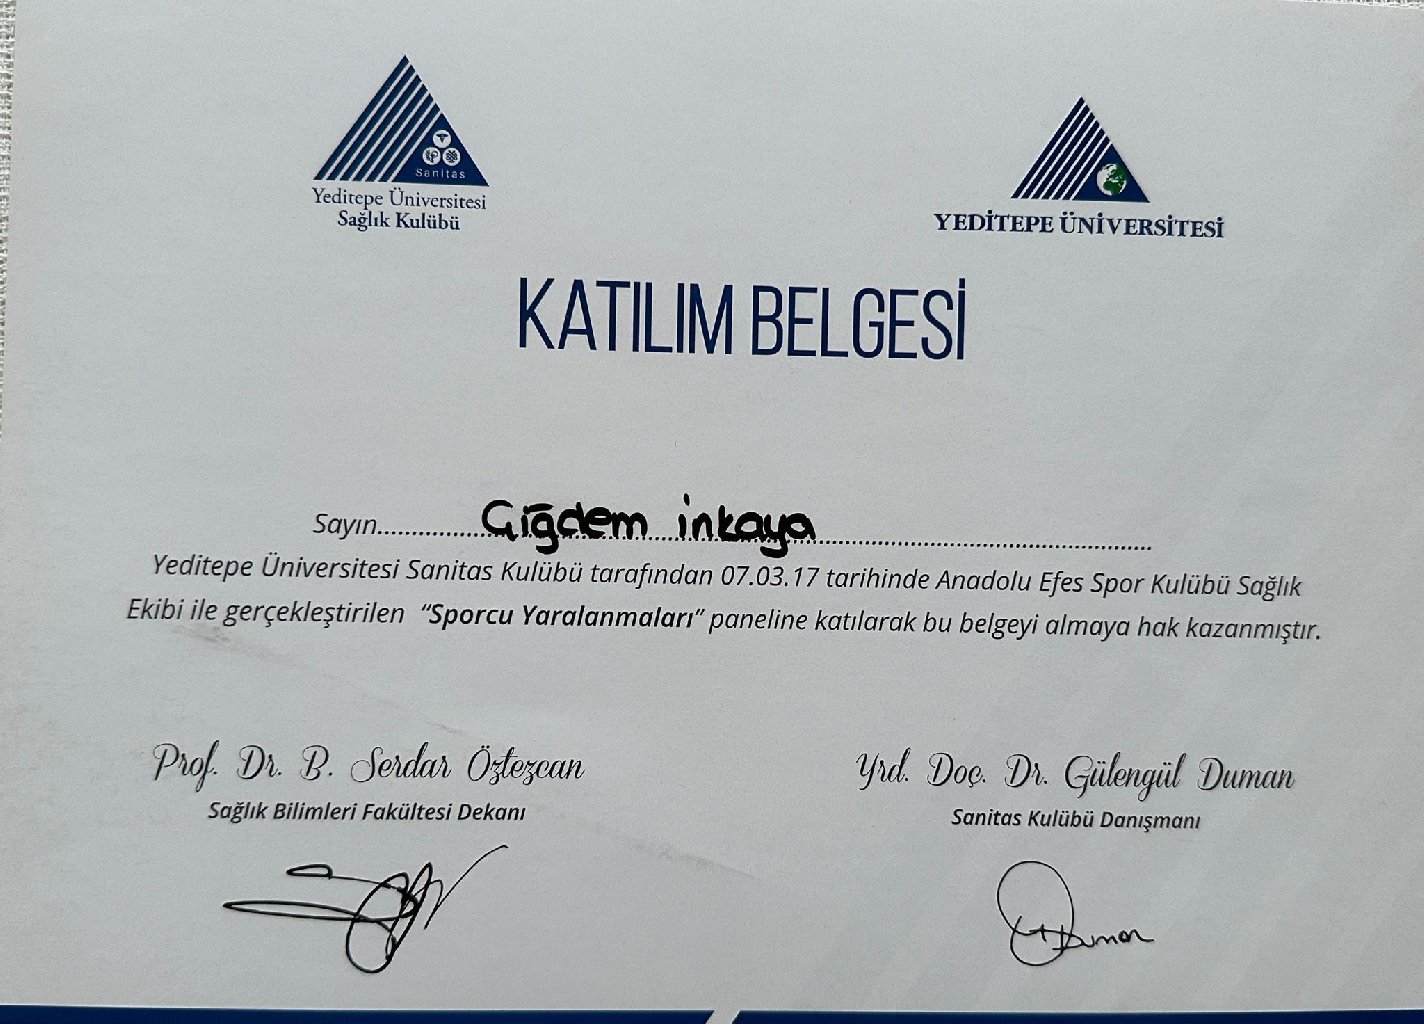 Sanitas
Yeditepe Üniversitesi
Sağlık Kulübü
YEDİTEPE ÜNİVERSİTESİ
KATILIM BELGESİ
Sayın............Çiğdem inkaya............
Yeditepe Üniversitesi Sanitas Kulübü tarafından 07.03.17 tarihinde Anadolu Efes Spor Kulübü Sağlık
Ekibi ile gerçekleştirilen “Sporcu Yaralanmaları” paneline katılarak bu belgeyi almaya hak kazanmıştır.
Prof. Dr. B. Serdar Öztezcan
Sağlık Bilimleri Fakültesi Dekanı
Yrd. Doç. Dr. Gülengül Duman
Sanitas Kulübü Danışmanı
Duman